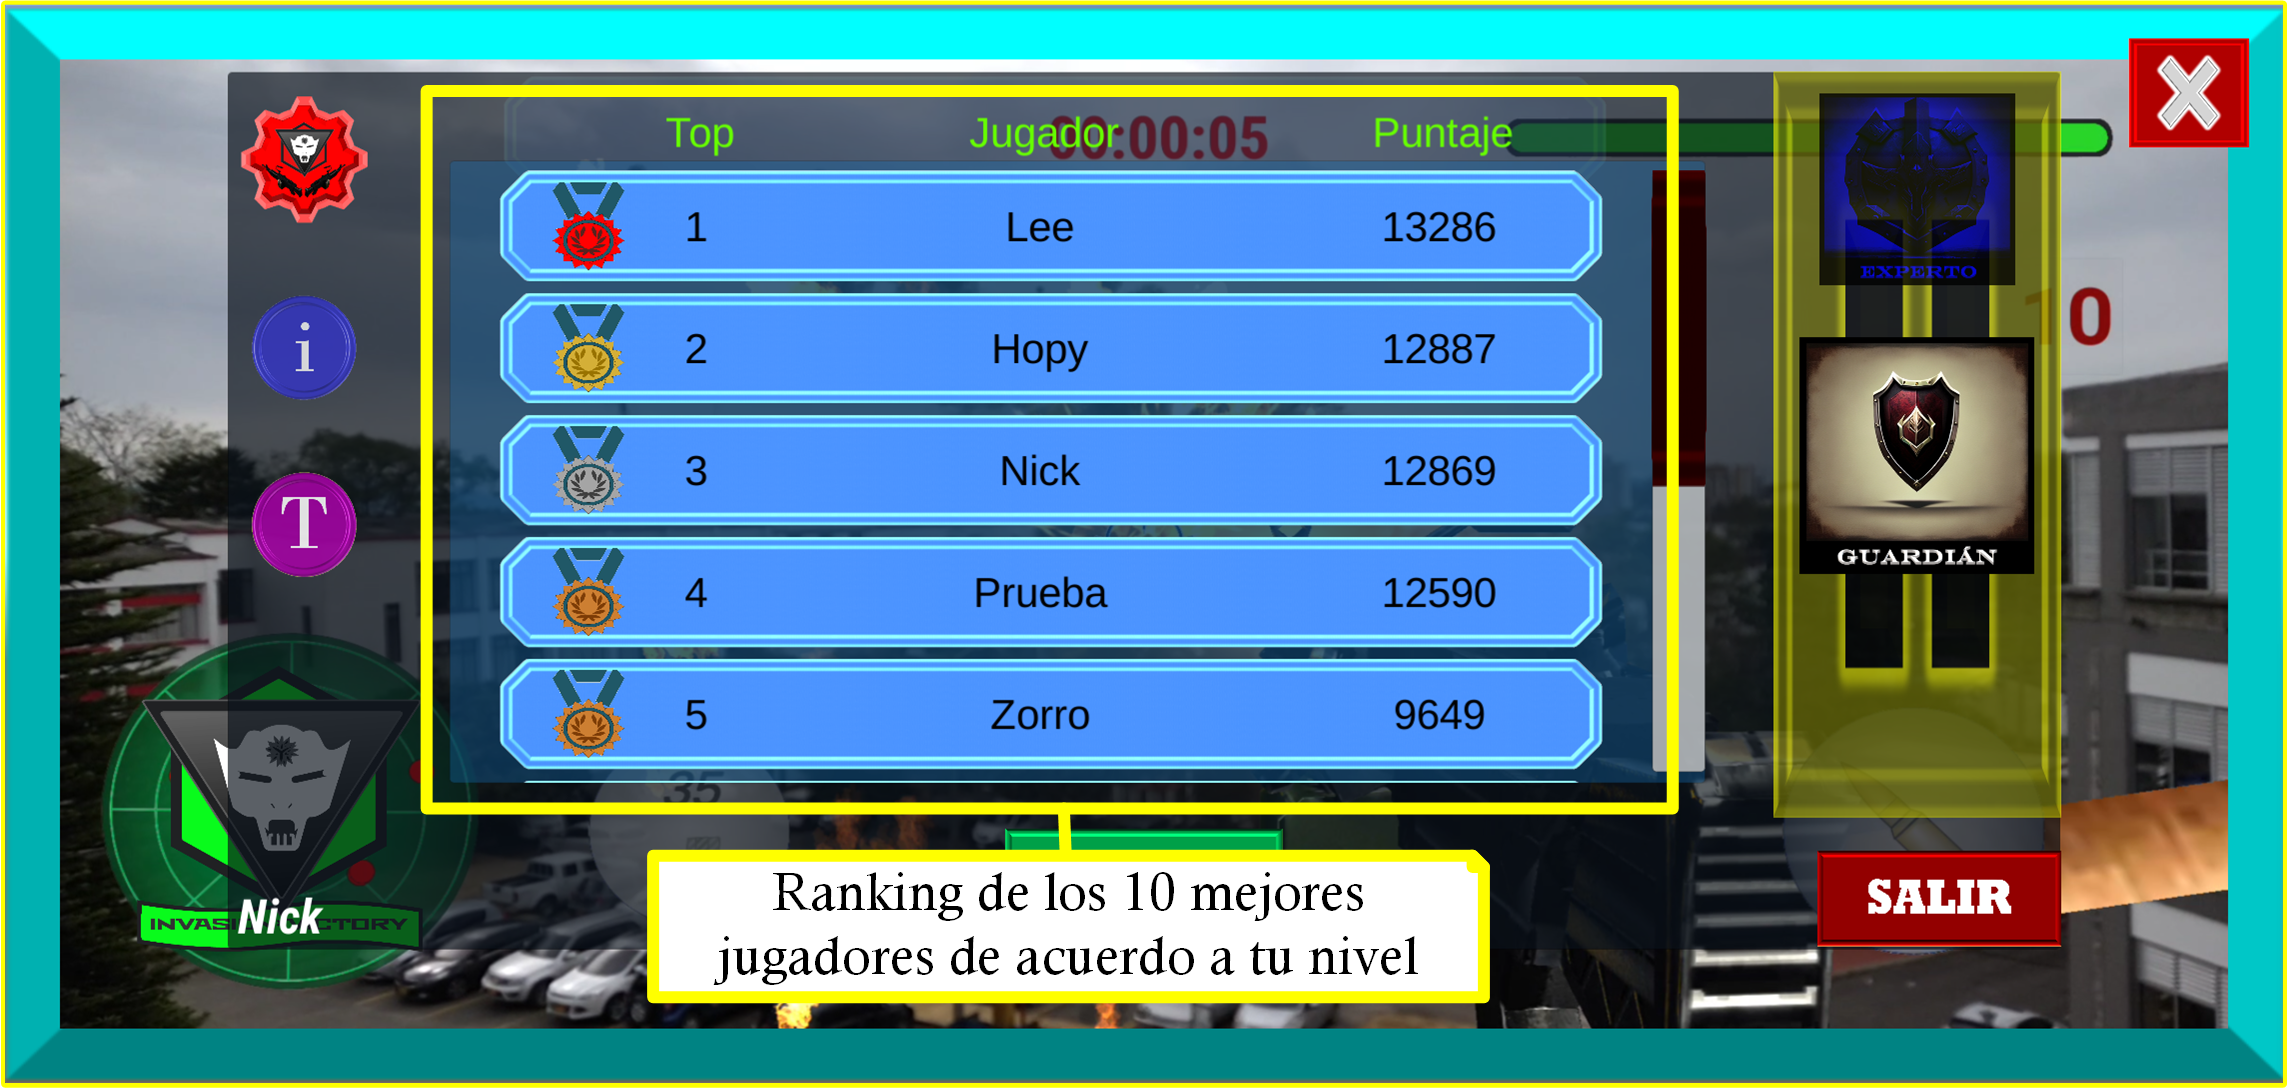 Top Jugador Puntaje
00:00:05
1 Lee 13286
2 Hopy 12887
3 Nick 12869
4 Prueba 12590
5 Zorro 9649
i
T
EXPERTO
10
GUARDIÁN
35
Nick
SALIR
Ranking de los 10 mejores
jugadores de acuerdo a tu nivel